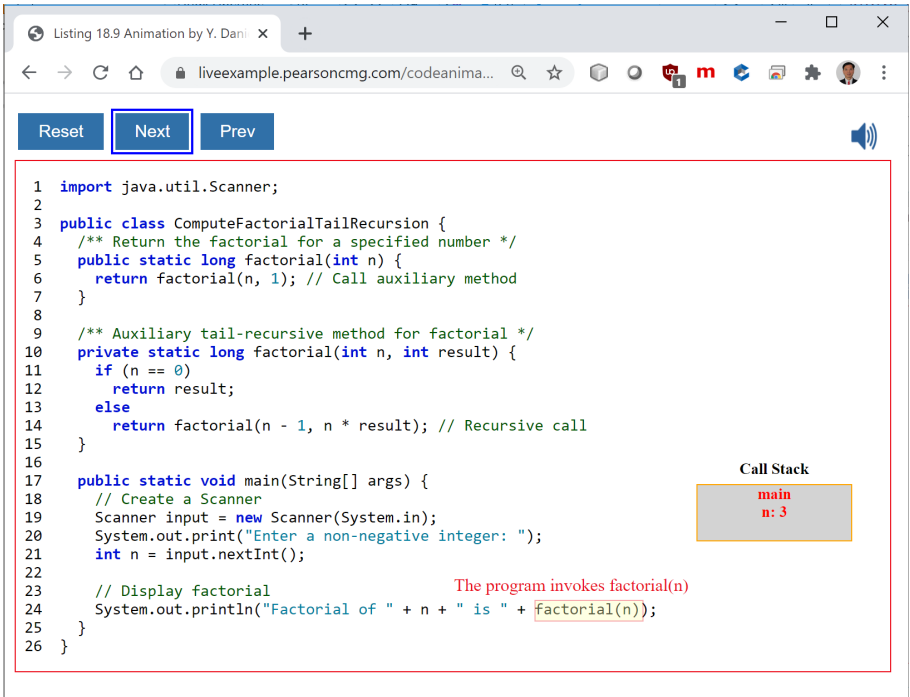 Listing 18.9 Animation by Y. Dani
liveexample.pearsoncmg.com/codeanima...
1
m
Reset Next Prev
1 import java.util.Scanner;
2
3 public class ComputeFactorialTailRecursion {
4 /** Return the factorial for a specified number */
5 public static long factorial(int n) {
6 return factorial(n, 1); // Call auxiliary method
7 }
8
9 /** Auxiliary tail-recursive method for factorial */
10 private static long factorial(int n, int result) {
11 if (n == 0)
12 return result;
13 else
14 return factorial(n - 1, n * result); // Recursive call
15 }
16
17 public static void main(String[] args) {
18 // Create a Scanner
19 Scanner input = new Scanner(System.in);
20 System.out.print("Enter a non-negative integer: ");
21 int n = input.nextInt();
22
23 // Display factorial
24 System.out.println("Factorial of " + n + " is " + factorial(n));
25 }
26 }
Call Stack
main
n: 3
The program invokes factorial(n)